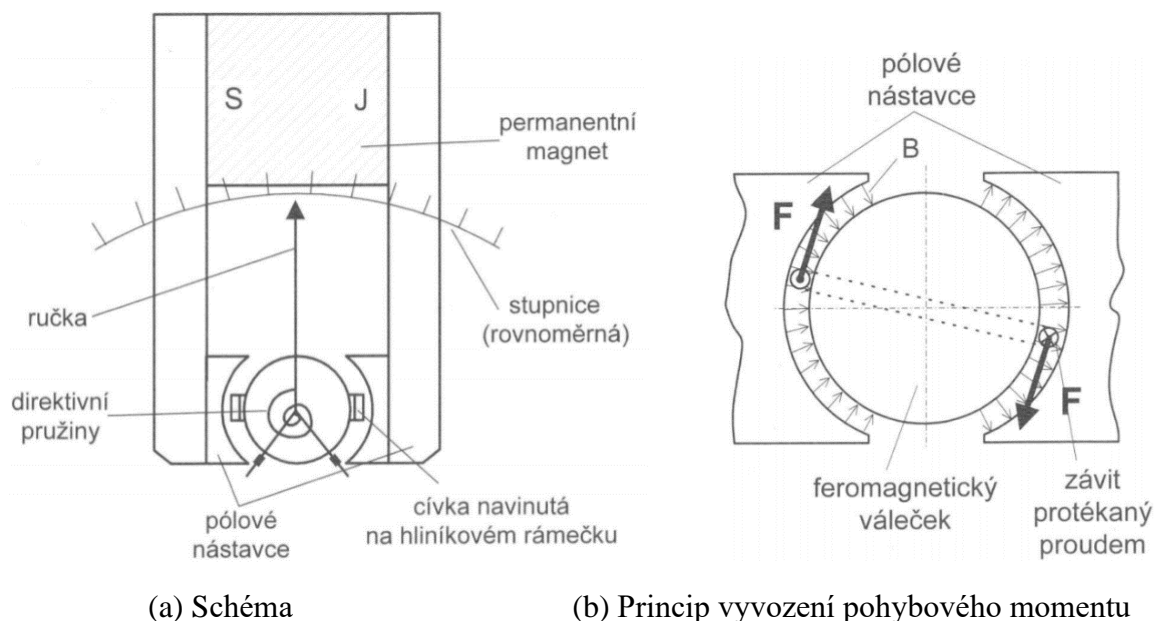 S
J
permanentní
magnet
stupnice
(rovnoměrná)
ručka
direktivní
pružiny
pólové
nástavce
cívka navinutá
na hliníkovém rámečku
(a) Schéma
pólové
nástavce
B
F
F
feromagnetický
váleček
závit
protékaný
proudem
(b) Princip vyvození pohybového momentu